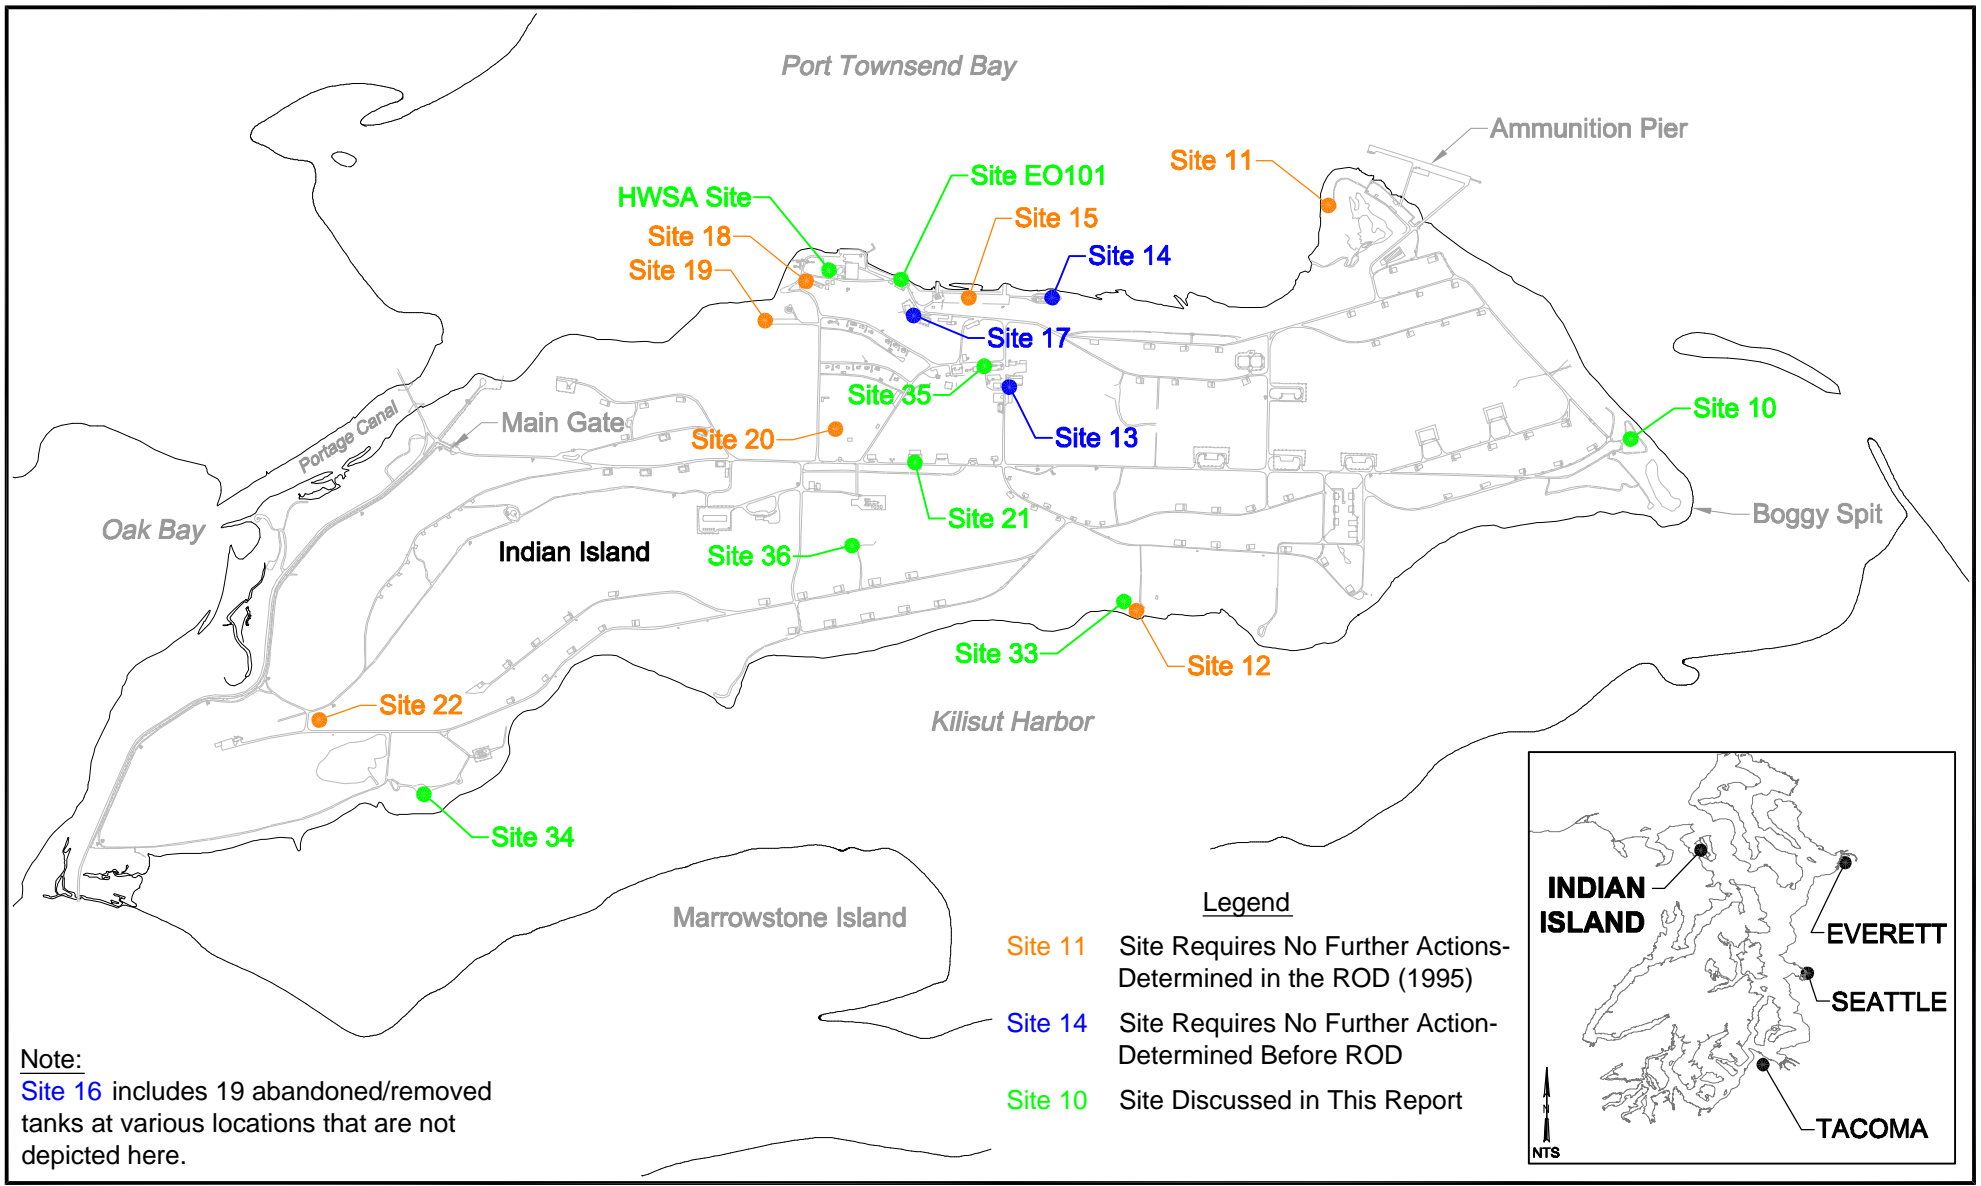 Port Townsend Bay
Ammunition Pier
Site 11
Site EO101
HWSA Site
Site 15
Site 18
Site 14
Site 19
Site 17
Site 35
Site 10
Main Gate
Portage Canal
Site 20
Site 13
Oak Bay
Site 21
Boggy Spit
Indian Island
Site 36
Site 33
Site 12
Site 22
Kilisut Harbor
Site 34
Marrowstone Island
Legend
Site 11 Site Requires No Further Actions-
Determined in the ROD (1995)
Site 14 Site Requires No Further Action-
Determined Before ROD
Site 10 Site Discussed in This Report
Note:
Site 16 includes 19 abandoned/removed
tanks at various locations that are not
depicted here.
INDIAN
ISLAND
EVERETT
SEATTLE
TACOMA
N
NTS